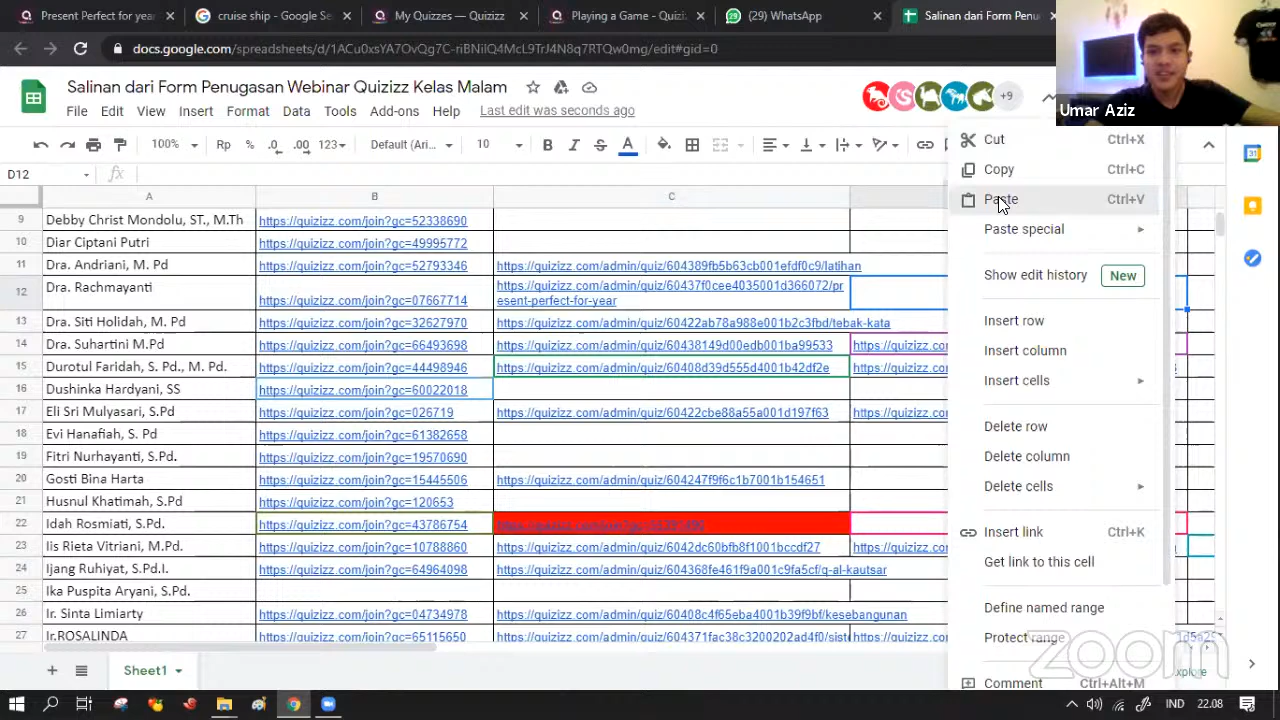 Present Perfect for year
cruise ship - Google Se
My Quizzes — Quizizz
Playing a Game - Quiz
(29) WhatsApp
Salinan dari Form Penu
docs.google.com/spreadsheets/d/1ACu0xsYA7OvQg7C-riBNilQ4McL9TrJ4N8q7RTQw0mg/edit#gid=0
Umar Aziz
Salinan dari Form Penugasan Webinar Quizizz Kelas Malam
+9
File Edit View Insert Format Data Tools Add-ons Help Last edit was seconds ago
100% Rp % .0 .00 123 Default (Ari... 10 B I S A
D12 fx
A B C
9 Debby Christ Mondolu, ST., M.Th https://quizizz.com/join?gc=52338690
10 Diar Ciptani Putri https://quizizz.com/join?gc=49995772
11 Dra. Andriani, M. Pd https://quizizz.com/join?gc=52793346 https://quizizz.com/admin/quiz/604389fb5b63cb001efdf0c9/latihan
12 Dra. Rachmayanti https://quizizz.com/join?gc=07667714 https://quizizz.com/admin/quiz/60437f0cee4035001d366072/pr
esent-perfect-for-year
13 Dra. Siti Holidah, M. Pd https://quizizz.com/join?gc=32627970 https://quizizz.com/admin/quiz/60422ab78a988e001b2c3fbd/tebak-kata
14 Dra. Suhartini M.Pd https://quizizz.com/join?gc=66493698 https://quizizz.com/admin/quiz/60438149d00edb001ba99533 https://quizizz.com
15 Durotul Faridah, S. Pd., M. Pd. https://quizizz.com/join?gc=44498946 https://quizizz.com/admin/quiz/60408d39d555d4001b42df2e https://quizizz.com
16 Dushinka Hardyani, SS https://quizizz.com/join?gc=60022018
17 Eli Sri Mulyasari, S.Pd https://quizizz.com/join?gc=026719 https://quizizz.com/admin/quiz/60422cbe88a55a001d197f63 https://quizizz.com
18 Evi Hanafiah, S. Pd https://quizizz.com/join?gc=61382658
19 Fitri Nurhayanti, S.Pd. https://quizizz.com/join?gc=19570690
20 Gosti Bina Harta https://quizizz.com/join?gc=15445506 https://quizizz.com/admin/quiz/604247f9f6c1b7001b154651
21 Husnul Khatimah, S.Pd https://quizizz.com/join?gc=120653
22 Idah Rosmiati, S.Pd. https://quizizz.com/join?gc=43786754
23 Iis Rieta Vitriani, M.Pd. https://quizizz.com/join?gc=10788860 https://quizizz.com/admin/quiz/6042dc60bfb8f1001bccdf27 https://quizizz.com
24 Ijang Ruhiyat, S.Pd.I. https://quizizz.com/join?gc=64964098 https://quizizz.com/admin/quiz/604368fe461f9a001c9fa5cf/q-al-kautsar
25 Ika Puspita Aryani, S.Pd.
26 Ir. Sinta Limiarty https://quizizz.com/join?gc=04734978 https://quizizz.com/admin/quiz/60408c4f65eba4001b39f9bf/kesebangunan
27 Ir.ROSALINDA https://quizizz.com/join?gc=65115650 https://quizizz.com/admin/quiz/604371fac38c3200202ad4f0/siste https://quizizz.com
Cut Ctrl+X
Copy Ctrl+C
Paste Ctrl+V
Paste special
Show edit history New
Insert row
Insert column
Insert cells
Delete row
Delete column
Delete cells
Insert link Ctrl+K
Get link to this cell
Define named range
Protect range
Comment Ctrl+Alt+M
zoom
Sheet1
xplore
IND 22.08